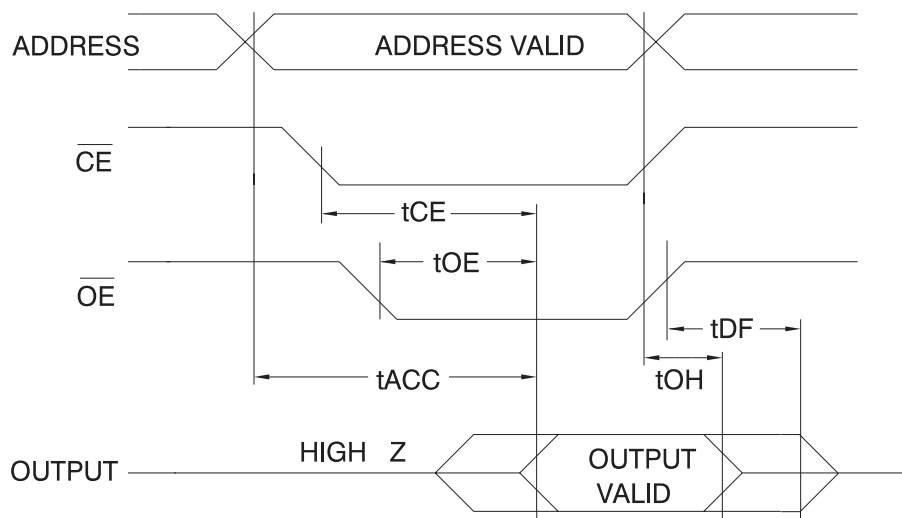 ADDRESS
ADDRESS VALID
CE
tCE
tOE
OE
tDF
tACC
tOH
HIGH Z
OUTPUT
OUTPUT
VALID